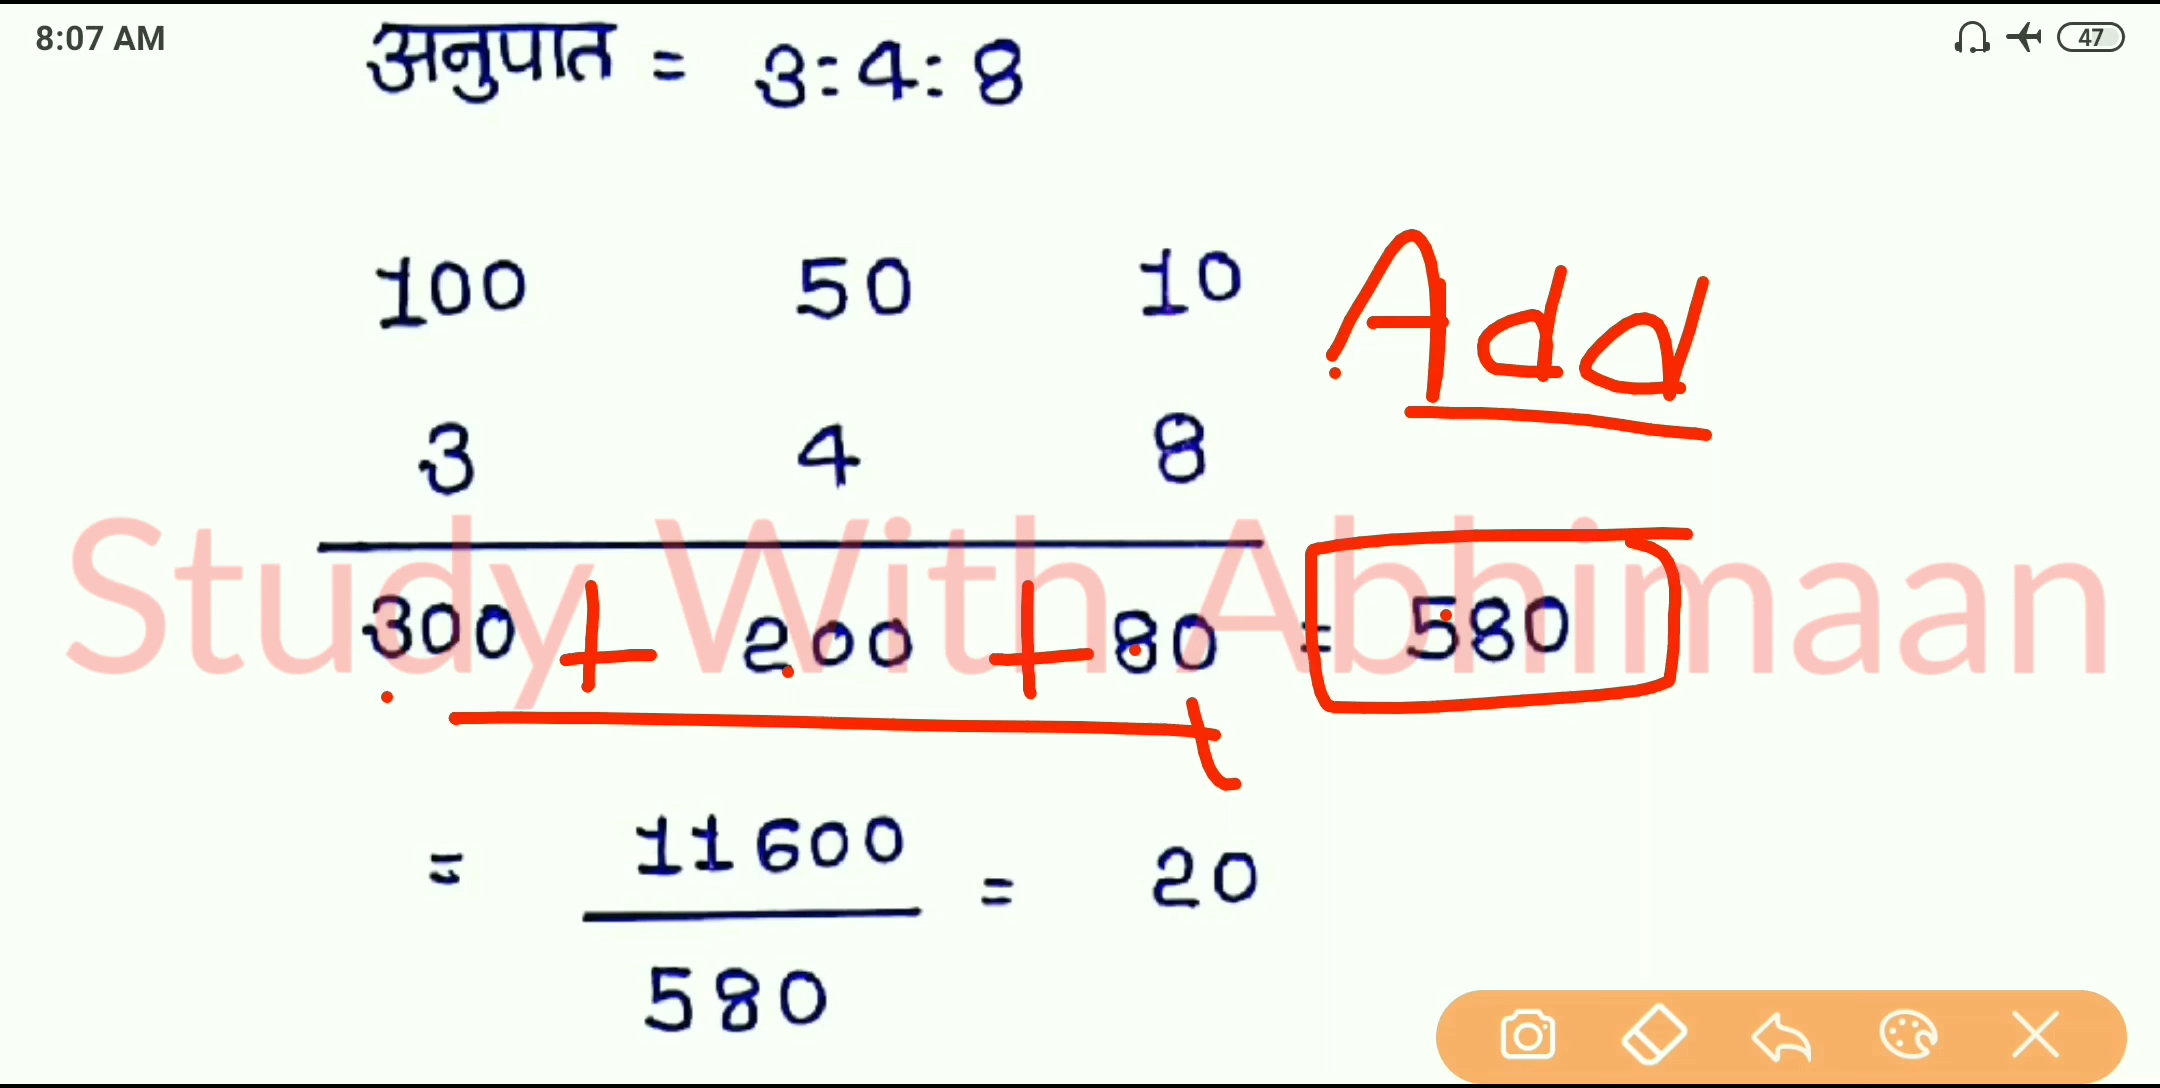 8:07 AM 47
अनुपात = 3:4:8
100 50 10
Add
3 4 8
Study With Abhimaan
300 + 200 + 80 = 580
= 11600 = 20
580